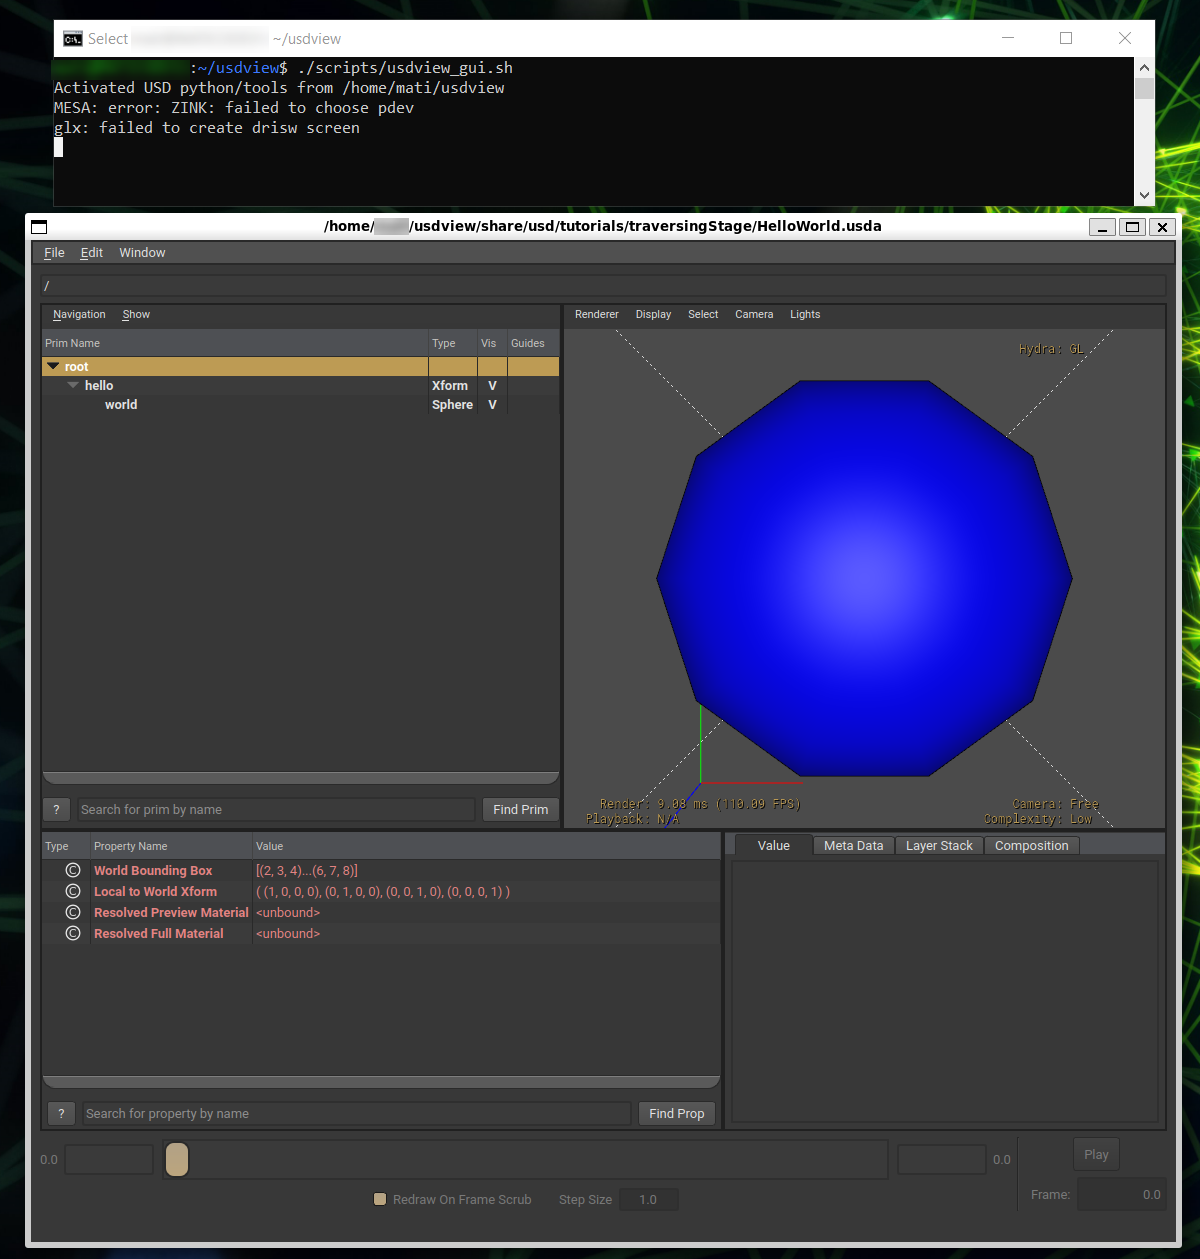 Select ~/usdview
:~/usdview$ ./scripts/usdview_gui.sh
Activated USD python/tools from /home/mati/usdview
MESA: error: ZINK: failed to choose pdev
glx: failed to create drisw screen
/home/ /usdview/share/usd/tutorials/traversingStage/HelloWorld.usda
File Edit Window
/
Navigation Show
Prim Name Type Vis Guides
root
hello Xform V
world Sphere V
? Search for prim by name Find Prim
Renderer Display Select Camera Lights
Hydra: GL
Render: 9.08 ms (110.09 FPS)
Playback: N/A
Camera: Free
Complexity: Low
Type Property Name Value
© World Bounding Box [(2, 3, 4)...(6, 7, 8)]
© Local to World Xform ( (1, 0, 0, 0), (0, 1, 0, 0), (0, 0, 1, 0), (0, 0, 0, 1) )
© Resolved Preview Material <unbound>
© Resolved Full Material <unbound>
? Search for property by name Find Prop
Value Meta Data Layer Stack Composition
0.0 0.0 Play
Redraw On Frame Scrub Step Size 1.0 Frame: 0.0